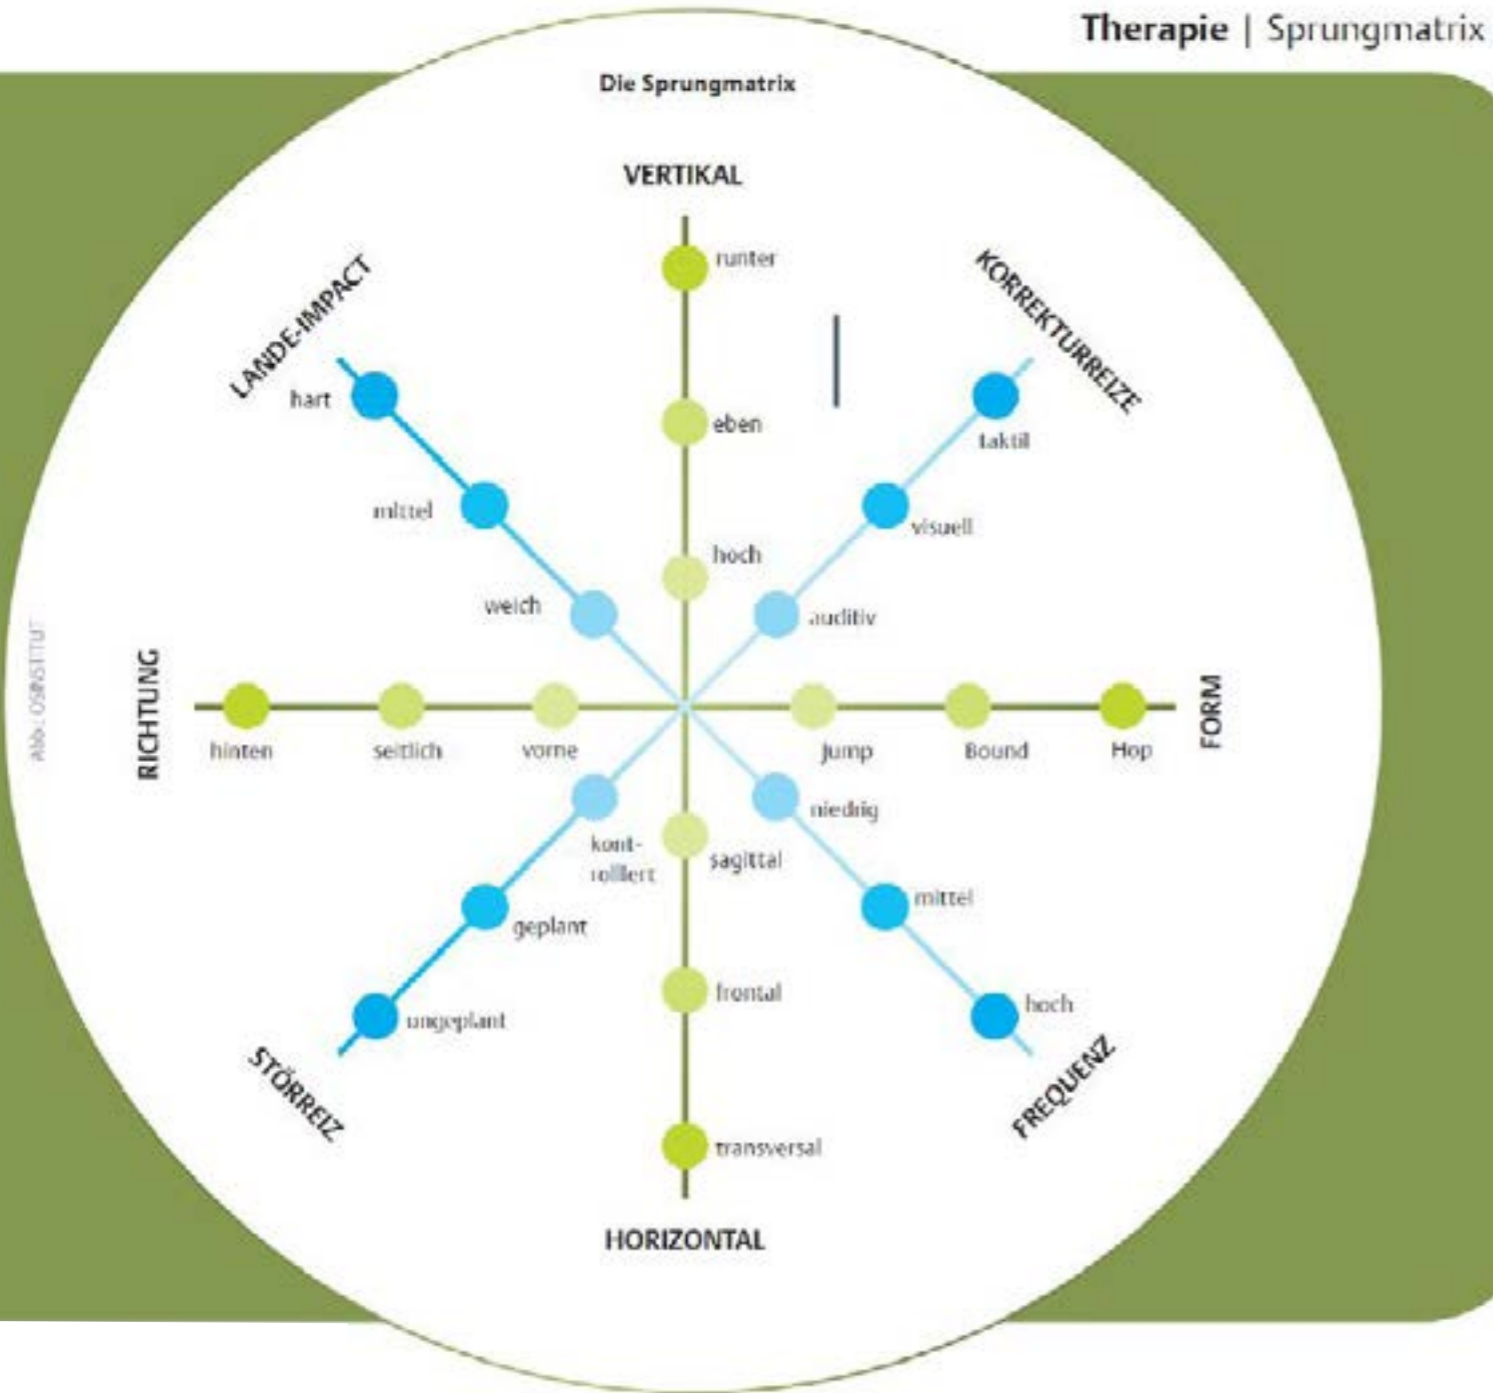 Therapie | Sprungmatrix
Die Sprungmatrix
VERTIKAL
runter
eben
hoch
KORREKTURREIZE
taktil
visuell
auditiv
FORM
Jump
Bound
Hop
FREQUENZ
niedrig
mittel
hoch
HORIZONTAL
sagittal
frontal
transversal
STÖRREIZ
kont-
rolliert
geplant
ungeplant
RICHTUNG
hinten
seitlich
vorne
LANDE-IMPACT
hart
mittel
weich
Abb.: OSINSTITUT